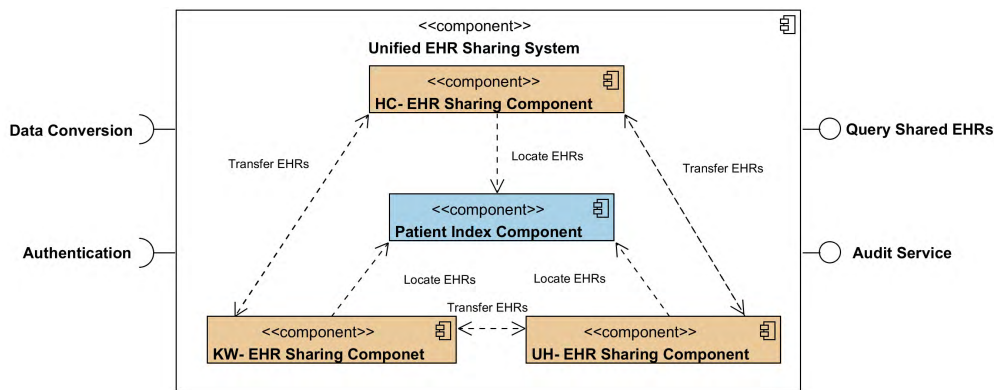 <<component>>
Unified EHR Sharing System
<<component>>
HC- EHR Sharing Component
Data Conversion
Query Shared EHRs
Transfer EHRs
Locate EHRs
Transfer EHRs
<<component>>
Patient Index Component
Authentication
Audit Service
Locate EHRs
Locate EHRs
Transfer EHRs
<<component>>
KW- EHR Sharing Componet
<<component>>
UH- EHR Sharing Component